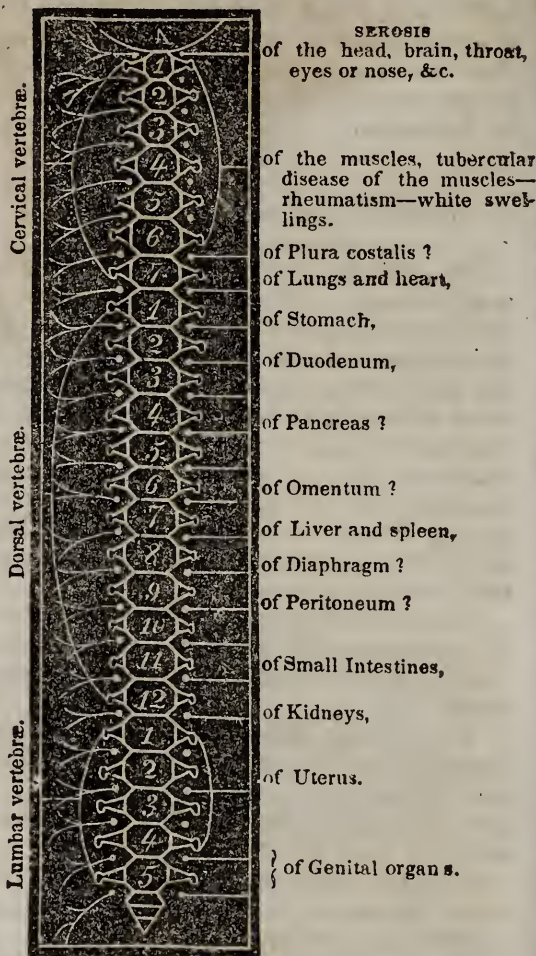 SEROSIS
of the head, brain, throat,
eyes or nose, &c.
of the muscles, tubercular
disease of the muscles—
rheumatism—white swel-
lings.
of Plura costalis ?
of Lungs and heart,
of Stomach,
of Duodenum,
of Pancreas ?
of Omentum ?
of Liver and spleen,
of Diaphragm ?
of Peritoneum ?
of Small Intestines,
of Kidneys,
of Uterus.
of Genital organs.
Cervical vertebræ.
1
2
3
4
5
6
7
Dorsal vertebræ.
1
2
3
4
5
6
7
8
9
10
11
12
Lumbar vertebræ.
1
2
3
4
5